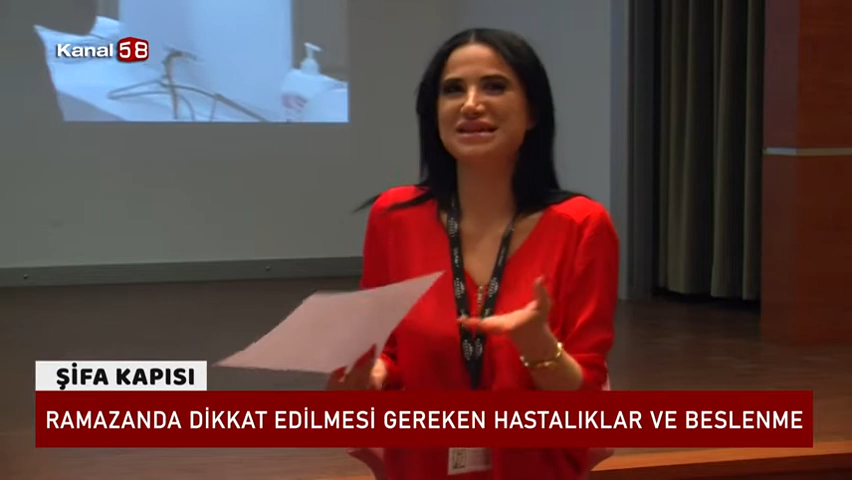 Kanal 58
ŞİFA KAPISI
RAMAZANDA DİKKAT EDİLMESİ GEREKEN HASTALIKLAR VE BESLENME